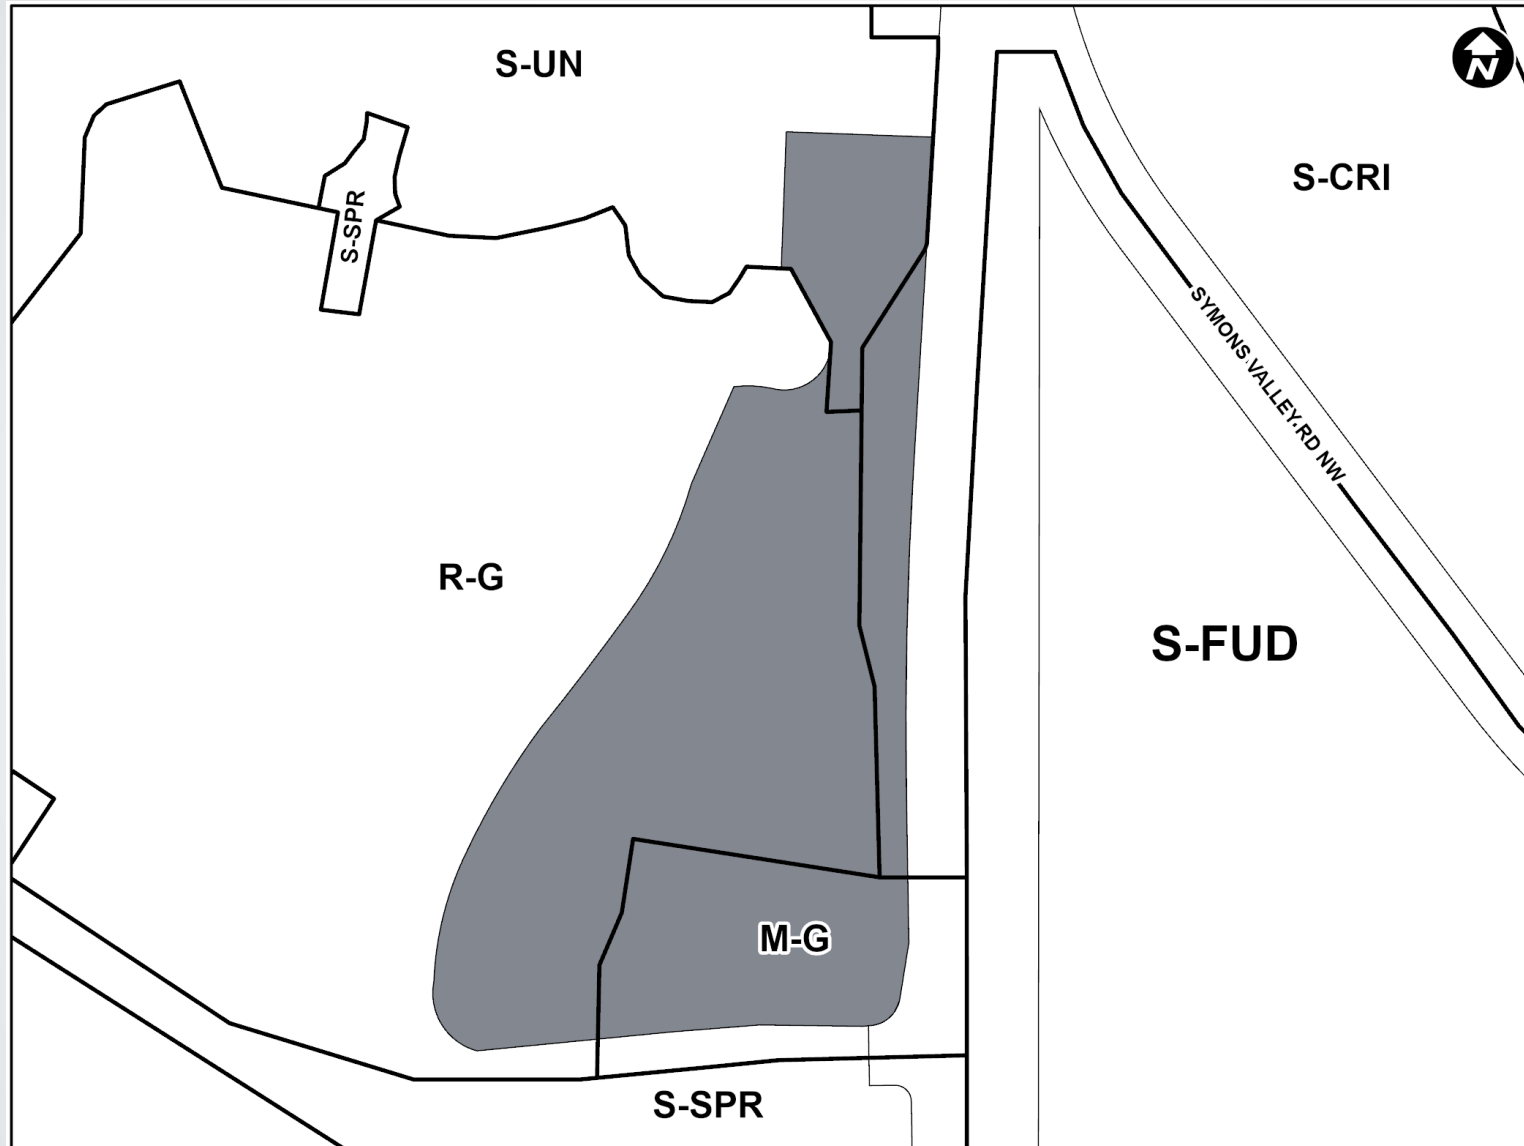 S-UN
N
S-CRI
S-SPR
SYMONS VALLEY RD NW
R-G
S-FUD
M-G
S-SPR